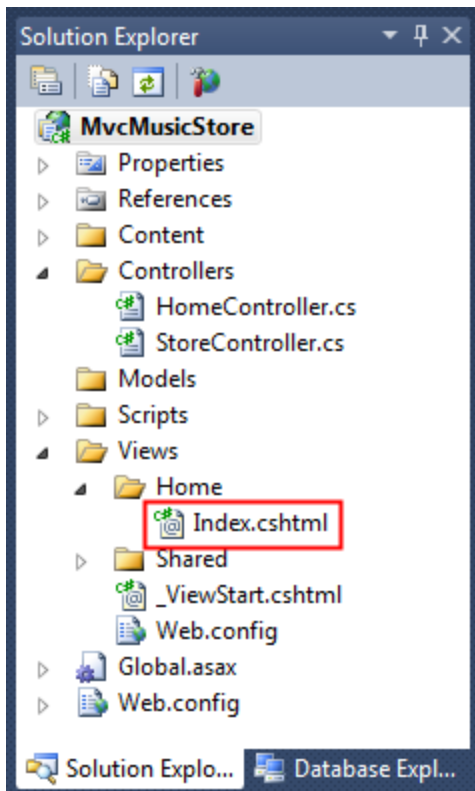 Solution Explorer
MvcMusicStore
Properties
References
Content
Controllers
HomeController.cs
StoreController.cs
Models
Scripts
Views
Home
Index.cshtml
Shared
_ViewStart.cshtml
Web.config
Global.asax
Web.config
Solution Explo... Database Expl...